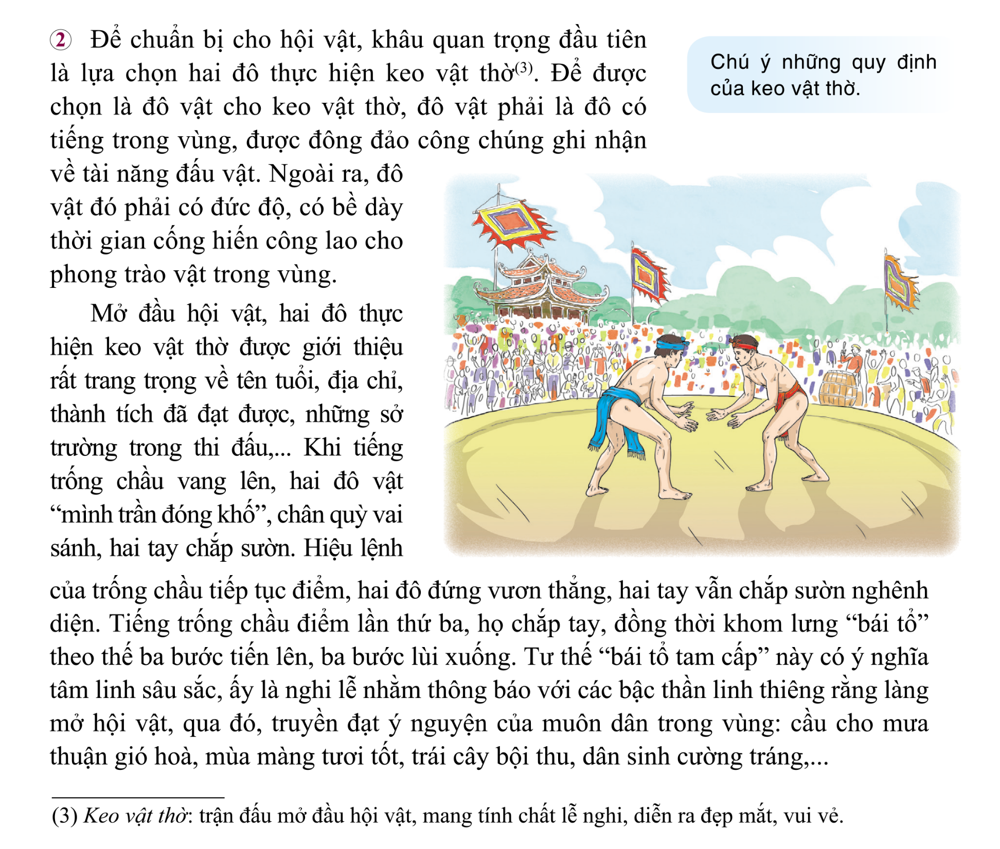 2 Để chuẩn bị cho hội vật, khâu quan trọng đầu tiên
là lựa chọn hai đô thực hiện keo vật thờ(3). Để được
chọn là đô vật cho keo vật thờ, đô vật phải là đô có
tiếng trong vùng, được đông đảo công chúng ghi nhận
về tài năng đấu vật. Ngoài ra, đô
vật đó phải có đức độ, có bề dày
thời gian cống hiến công lao cho
phong trào vật trong vùng.
Mở đầu hội vật, hai đô thực
hiện keo vật thờ được giới thiệu
rất trang trọng về tên tuổi, địa chỉ,
thành tích đã đạt được, những sở
trường trong thi đấu,... Khi tiếng
trống chầu vang lên, hai đô vật
“mình trần đóng khố”, chân quỳ vai
sánh, hai tay chắp sườn. Hiệu lệnh
của trống chầu tiếp tục điểm, hai đô đứng vươn thẳng, hai tay vẫn chắp sườn nghênh
diện. Tiếng trống chầu điểm lần thứ ba, họ chắp tay, đồng thời khom lưng “bái tổ”
theo thế ba bước tiến lên, ba bước lùi xuống. Tư thế “bái tổ tam cấp” này có ý nghĩa
tâm linh sâu sắc, ấy là nghi lễ nhằm thông báo với các bậc thần linh thiêng rằng làng
mở hội vật, qua đó, truyền đạt ý nguyện của muôn dân trong vùng: cầu cho mưa
thuận gió hoà, mùa màng tươi tốt, trái cây bội thu, dân sinh cường tráng,...
Chú ý những quy định
của keo vật thờ.
(3) Keo vật thờ: trận đấu mở đầu hội vật, mang tính chất lễ nghi, diễn ra đẹp mắt, vui vẻ.